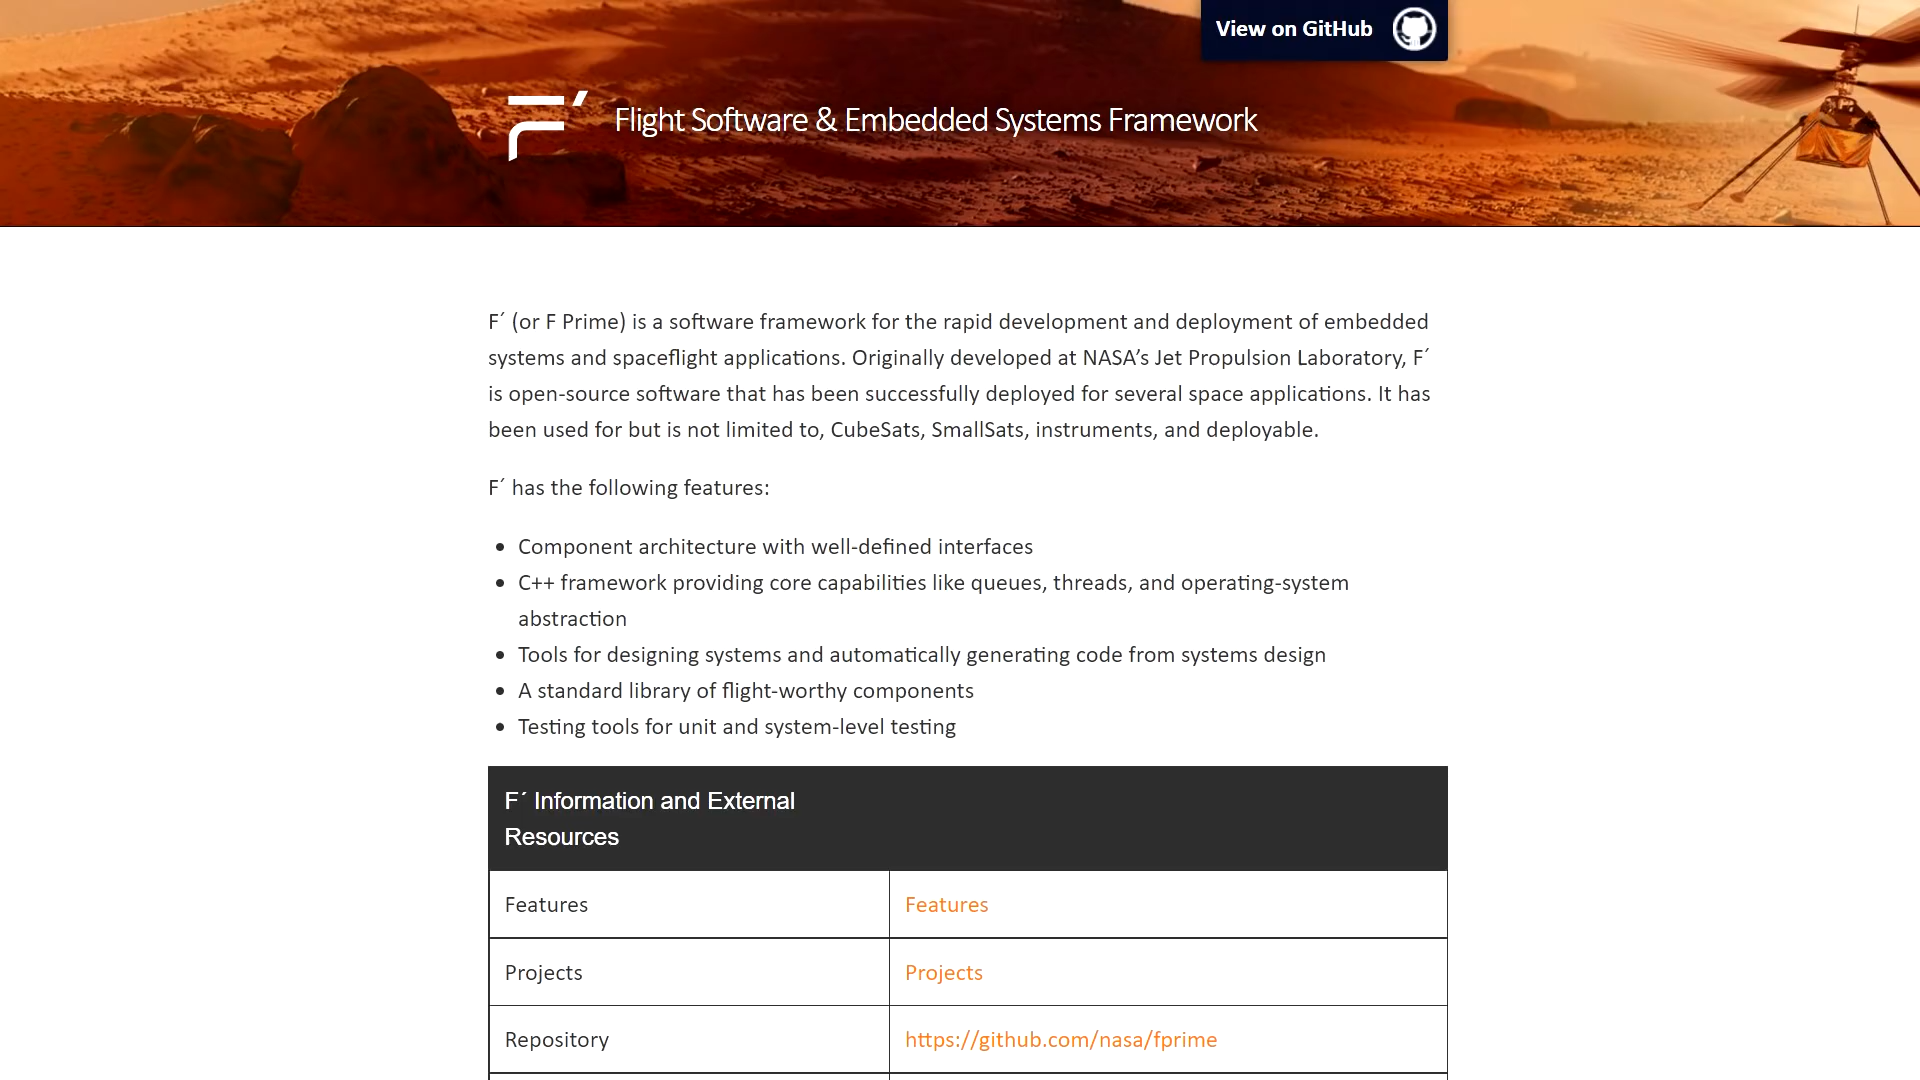 View on GitHub
F´ Flight Software & Embedded Systems Framework
F´ (or F Prime) is a software framework for the rapid development and deployment of embedded
systems and spaceflight applications. Originally developed at NASA’s Jet Propulsion Laboratory, F´
is open-source software that has been successfully deployed for several space applications. It has
been used for but is not limited to, CubeSats, SmallSats, instruments, and deployable.
F´ has the following features:
• Component architecture with well-defined interfaces
• C++ framework providing core capabilities like queues, threads, and operating-system
abstraction
• Tools for designing systems and automatically generating code from systems design
• A standard library of flight-worthy components
• Testing tools for unit and system-level testing
F´ Information and External
Resources
Features Features
Projects Projects
Repository https://github.com/nasa/fprime